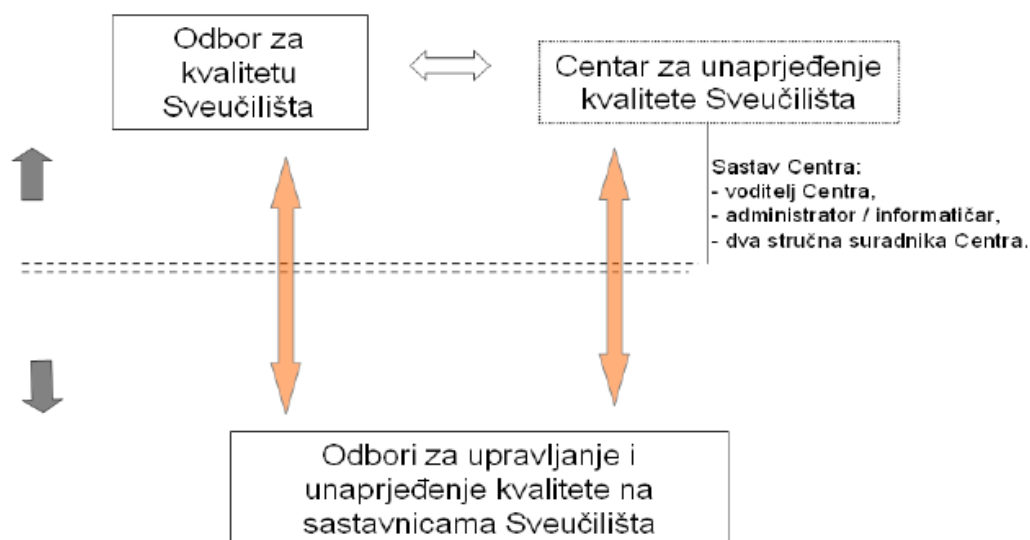 Odbor za
kvalitetu
Sveučilišta
Centar za unaprjeđenje
kvalitete Sveučilišta
Sastav Centra:
- voditelj Centra,
- administrator / informatičar,
- dva stručna suradnika Centra.
Odbori za upravljanje i
unaprjeđenje kvalitete na
sastavnicama Sveučilišta